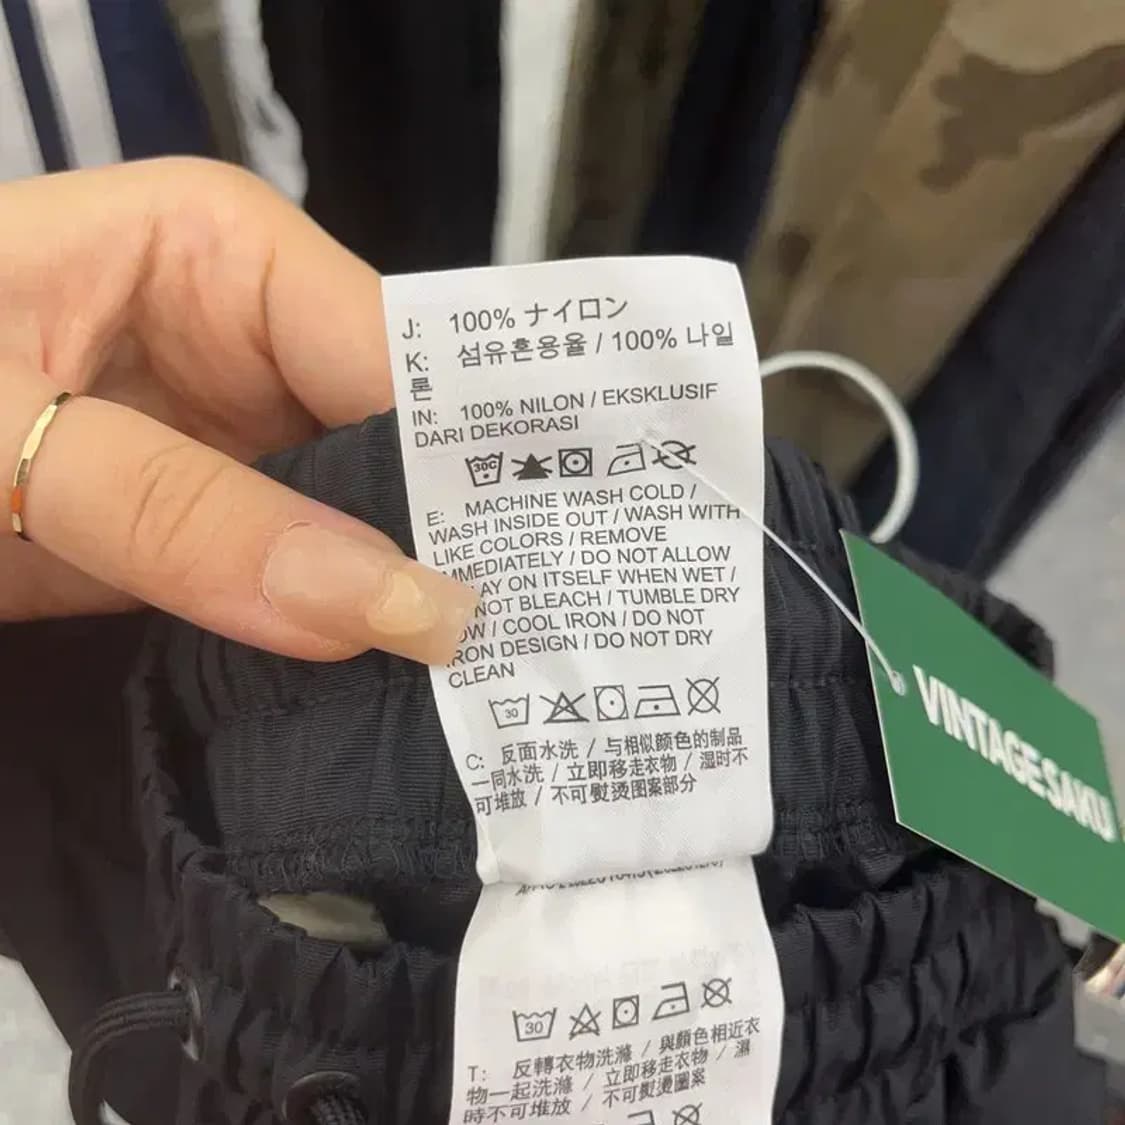 J: 100% ナイロン
K: 섬유혼용율 / 100% 나일
론
IN: 100% NILON / EKSKLUSIF
DARI DEKORASI
30C
E: MACHINE WASH COLD /
WASH INSIDE OUT / WASH WITH
LIKE COLORS / REMOVE
MMEDIATELY / DO NOT ALLOW
AY ON ITSELF WHEN WET /
NOT BLEACH / TUMBLE DRY
OW / COOL IRON / DO NOT
IRON DESIGN / DO NOT DRY
CLEAN
30
C: 反面水洗 / 与相似颜色的制品
一同水洗 / 立即移走衣物 / 湿时不
可堆放 / 不可熨烫图案部分
30
T: 反轉衣物洗滌 / 與顏色相近衣
物一起洗滌 / 立即移走衣物 / 濕
時不可堆放 / 不可熨燙圖案
VINTAGESAKU